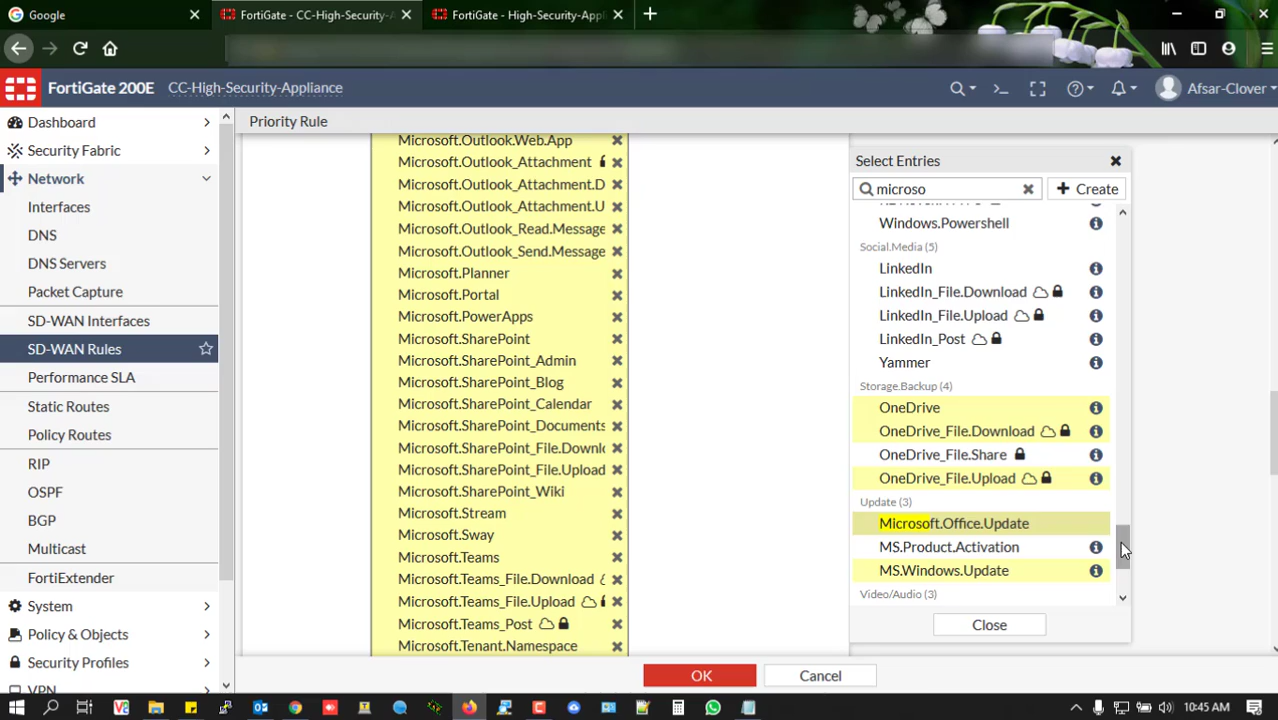 Google
FortiGate - CC-High-Security-A
FortiGate - High-Security-Appl
FortiGate 200E
CC-High-Security-Appliance
Afsar-Clover
Dashboard
Security Fabric
Network
Interfaces
DNS
DNS Servers
Packet Capture
SD-WAN Interfaces
SD-WAN Rules
Performance SLA
Static Routes
Policy Routes
RIP
OSPF
BGP
Multicast
FortiExtender
System
Policy & Objects
Security Profiles
VPN
Priority Rule
Microsoft.Outlook.Web.App
Microsoft.Outlook_Attachment
Microsoft.Outlook_Attachment.D
Microsoft.Outlook_Attachment.U
Microsoft.Outlook_Read.Message
Microsoft.Outlook_Send.Message
Microsoft.Planner
Microsoft.Portal
Microsoft.PowerApps
Microsoft.SharePoint
Microsoft.SharePoint_Admin
Microsoft.SharePoint_Blog
Microsoft.SharePoint_Calendar
Microsoft.SharePoint_Documents
Microsoft.SharePoint_File.Downlo
Microsoft.SharePoint_File.Upload
Microsoft.SharePoint_Wiki
Microsoft.Stream
Microsoft.Sway
Microsoft.Teams
Microsoft.Teams_File.Download
Microsoft.Teams_File.Upload
Microsoft.Teams_Post
Microsoft.Tenant.Namespace
Select Entries
microso
Create
Windows.Powershell
Social.Media (5)
LinkedIn
LinkedIn_File.Download
LinkedIn_File.Upload
LinkedIn_Post
Yammer
Storage.Backup (4)
OneDrive
OneDrive_File.Download
OneDrive_File.Share
OneDrive_File.Upload
Update (3)
Microsoft.Office.Update
MS.Product.Activation
MS.Windows.Update
Video/Audio (3)
Close
OK
Cancel
10:45 AM